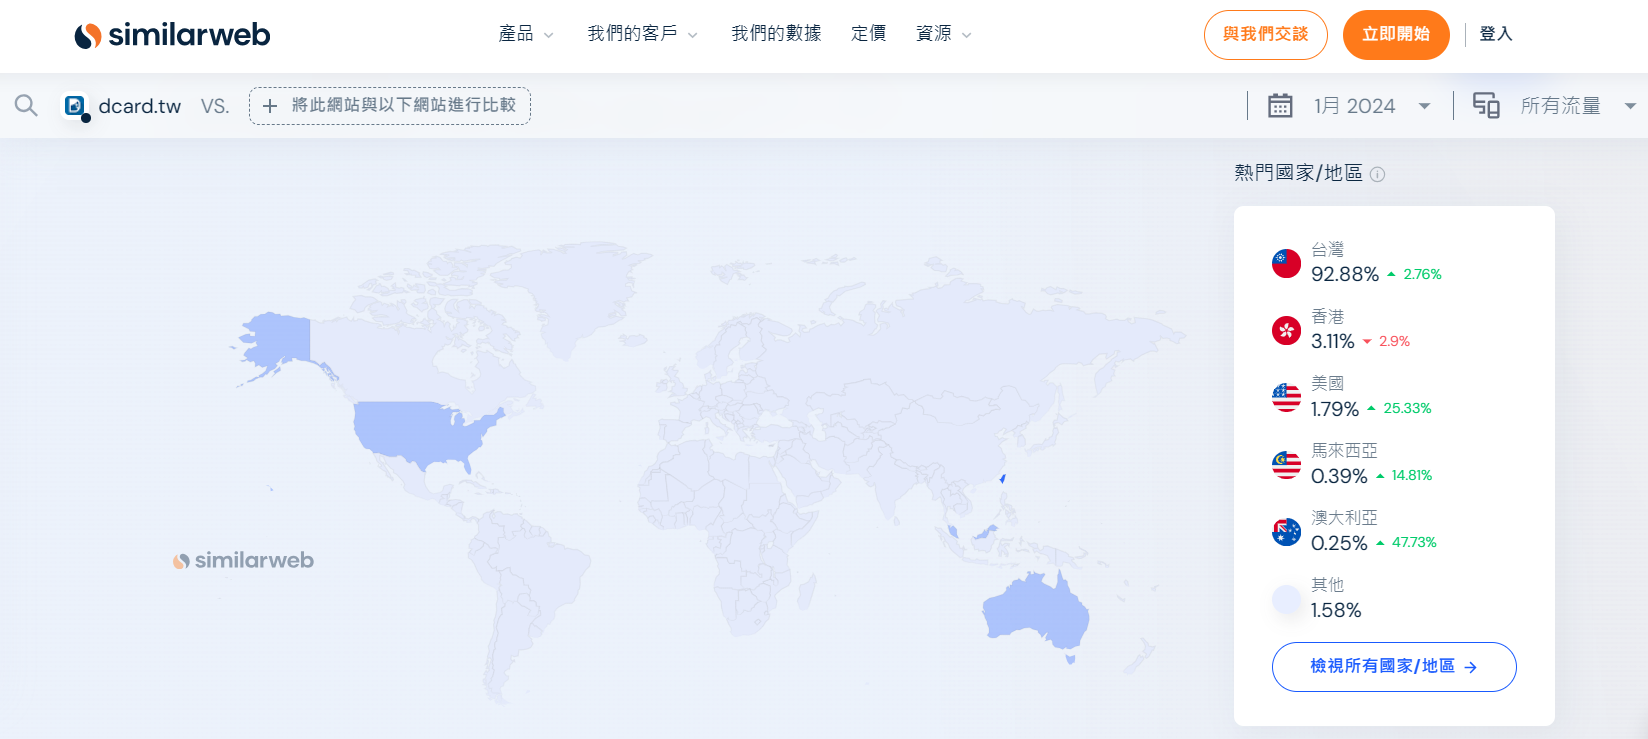 similarweb
產品
我們的客戶
我們的數據
定價
資源
與我們交談
立即開始
登入
dcard.tw
VS.
+ 將此網站與以下網站進行比較
1月 2024
所有流量
熱門國家/地區
台灣
92.88% 2.76%
香港
3.11% 2.9%
美國
1.79% 25.33%
馬來西亞
0.39% 14.81%
澳大利亞
0.25% 47.73%
其他
1.58%
檢視所有國家/地區 →
similarweb